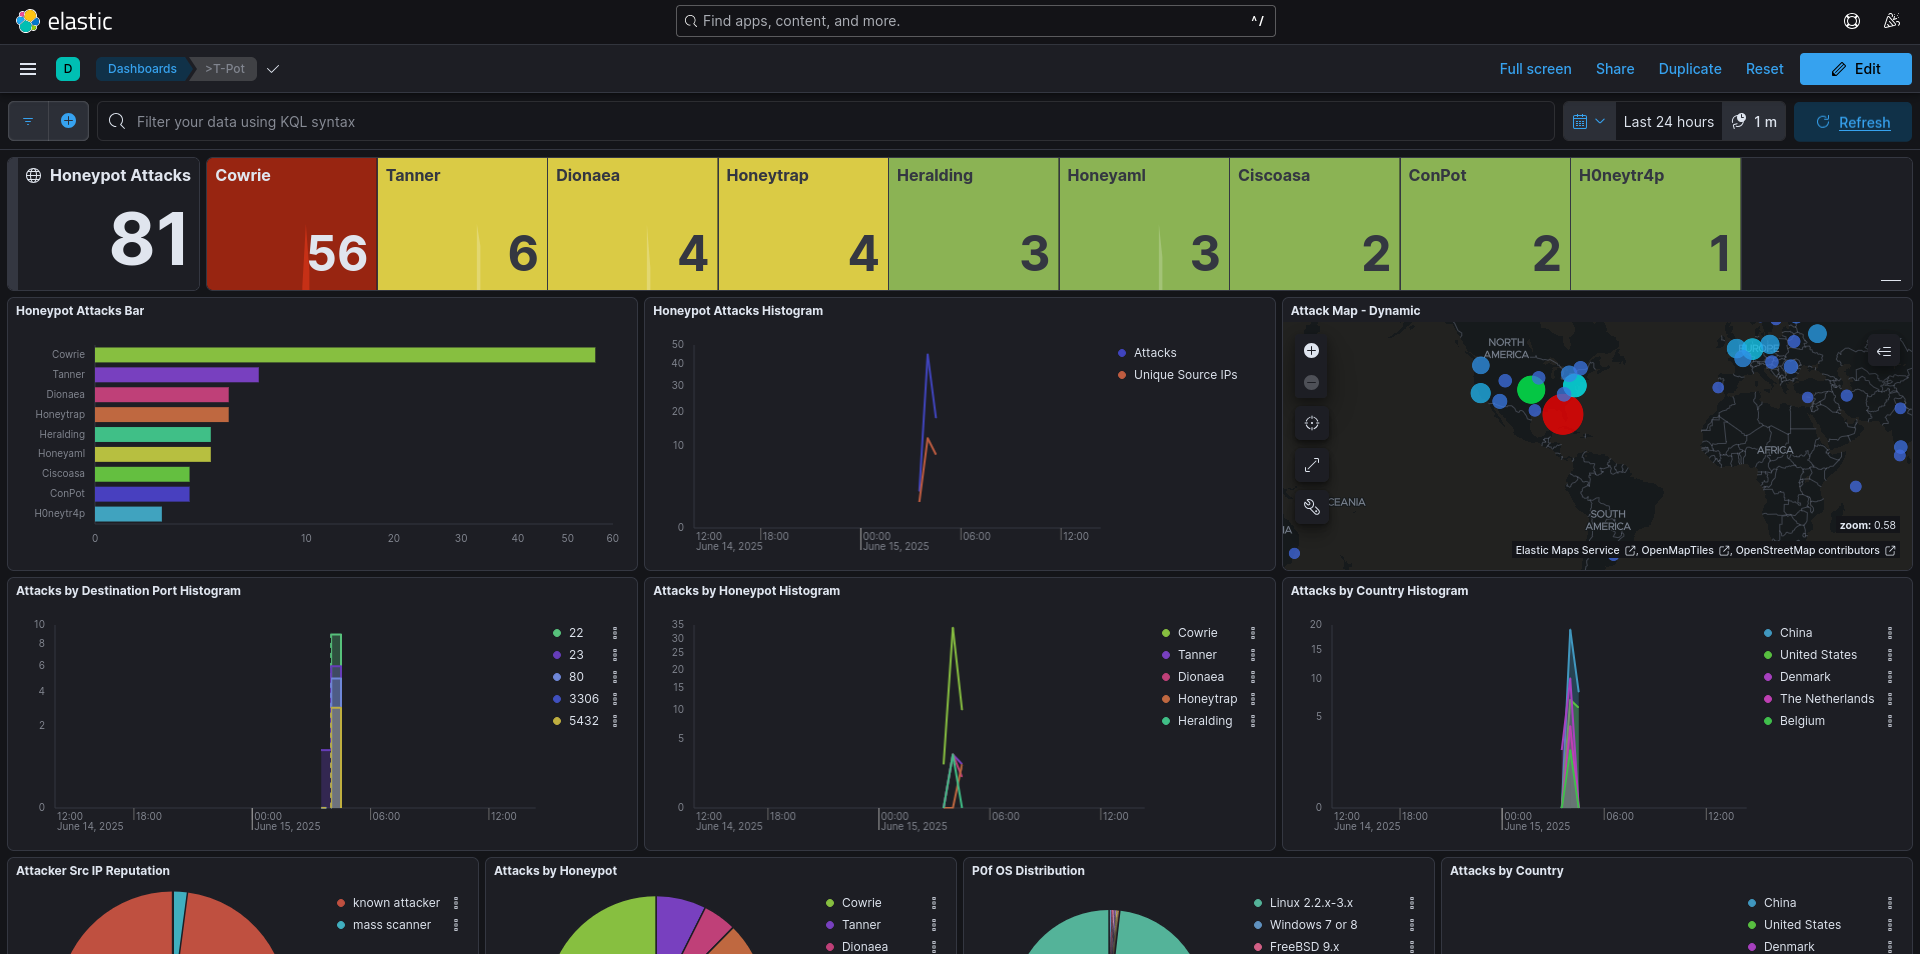 elastic
Find apps, content, and more.
^/
D
Dashboards
>T-Pot
Full screen
Share
Duplicate
Reset
Edit
Filter your data using KQL syntax
Last 24 hours
1 m
Refresh
Honeypot Attacks
81
Cowrie
56
Tanner
6
Dionaea
4
Honeytrap
4
Heralding
3
Honeyaml
3
Ciscoasa
2
ConPot
2
H0neytr4p
1
Honeypot Attacks Bar
Cowrie
Tanner
Dionaea
Honeytrap
Heralding
Honeyaml
Ciscoasa
ConPot
H0neytr4p
0 10 20 30 40 50 60
Honeypot Attacks Histogram
50
40
30
20
10
0
12:00 18:00 00:00 06:00 12:00
June 14, 2025 June 15, 2025
Attacks
Unique Source IPs
Attack Map - Dynamic
NORTH
AMERICA
EUROPE
AFRICA
CEANIA
SOUTH
AMERICA
IA
zoom: 0.58
Elastic Maps Service , OpenMapTiles , OpenStreetMap contributors
Attacks by Destination Port Histogram
10
8
6
4
2
0
12:00 18:00 00:00 06:00 12:00
June 14, 2025 June 15, 2025
22
23
80
3306
5432
Attacks by Honeypot Histogram
35
30
25
20
15
10
5
0
12:00 18:00 00:00 06:00 12:00
June 14, 2025 June 15, 2025
Cowrie
Tanner
Dionaea
Honeytrap
Heralding
Attacks by Country Histogram
20
15
10
5
0
12:00 18:00 00:00 06:00 12:00
June 14, 2025 June 15, 2025
China
United States
Denmark
The Netherlands
Belgium
Attacker Src IP Reputation
known attacker
mass scanner
Attacks by Honeypot
Cowrie
Tanner
Dionaea
P0f OS Distribution
Linux 2.2.x-3.x
Windows 7 or 8
FreeBSD 9.x
Attacks by Country
China
United States
Denmark